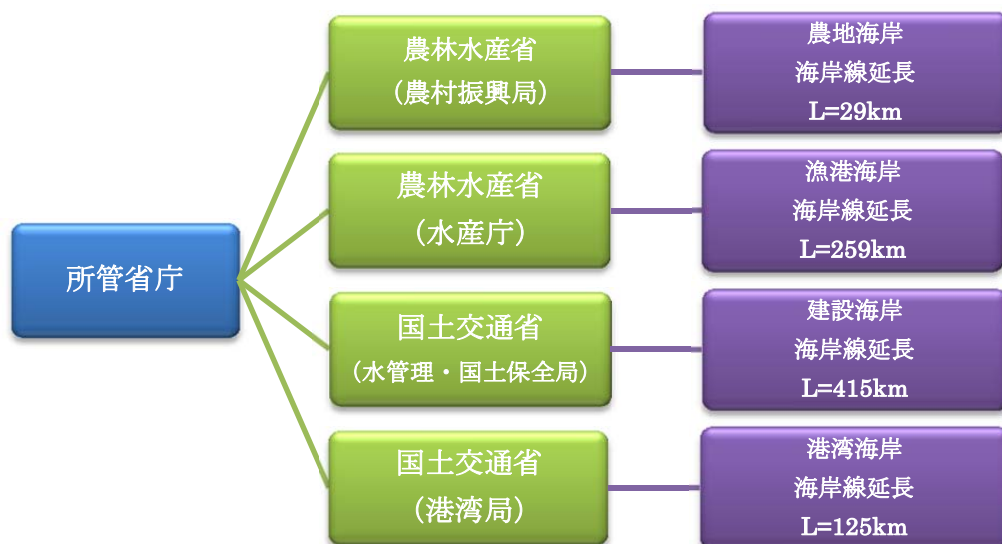 所管省庁
農林水産省
(農村振興局)
農地海岸
海岸線延長
L=29km
農林水産省
(水産庁)
漁港海岸
海岸線延長
L=259km
国土交通省
(水管理・国土保全局)
建設海岸
海岸線延長
L=415km
国土交通省
(港湾局)
港湾海岸
海岸線延長
L=125km